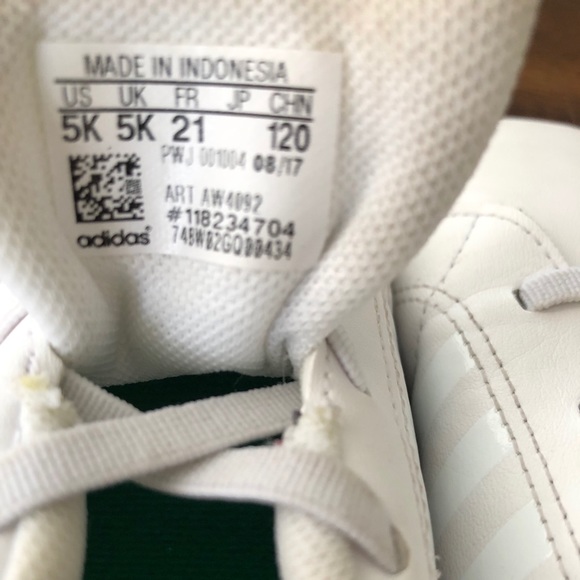 MADE IN INDONESIA
US UK FR JP CHN
5K 5K 21 120
PWJ 001004 08/17
ART AW4092
#118234704
adidas 74BW02GQ00434